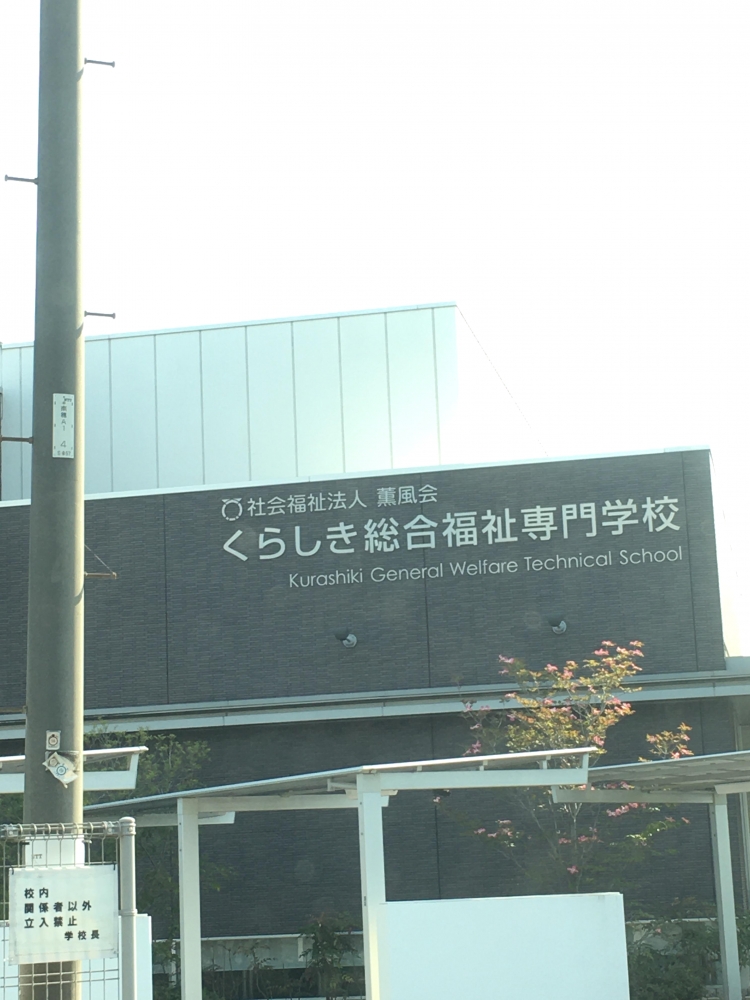 社会福祉法人 薫風会
くらしき総合福祉専門学校
Kurashiki General Welfare Technical School
校内
関係者以外
立入禁止
学校長